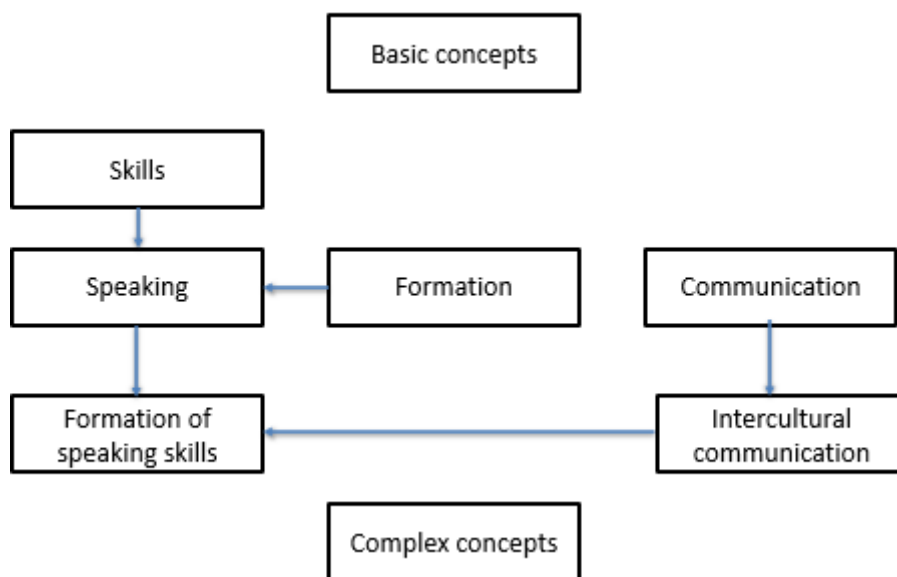 Basic concepts
Skills
Speaking
Formation
Communication
Formation of
speaking skills
Intercultural
communication
Complex concepts